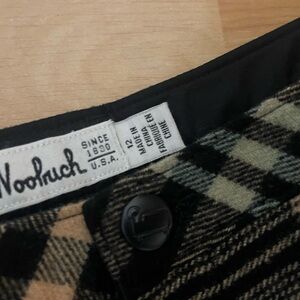 Woolrich
SINCE
1830
U.S.A.
12
MADE IN
CHINA
FABRIQUE EN
CHINE